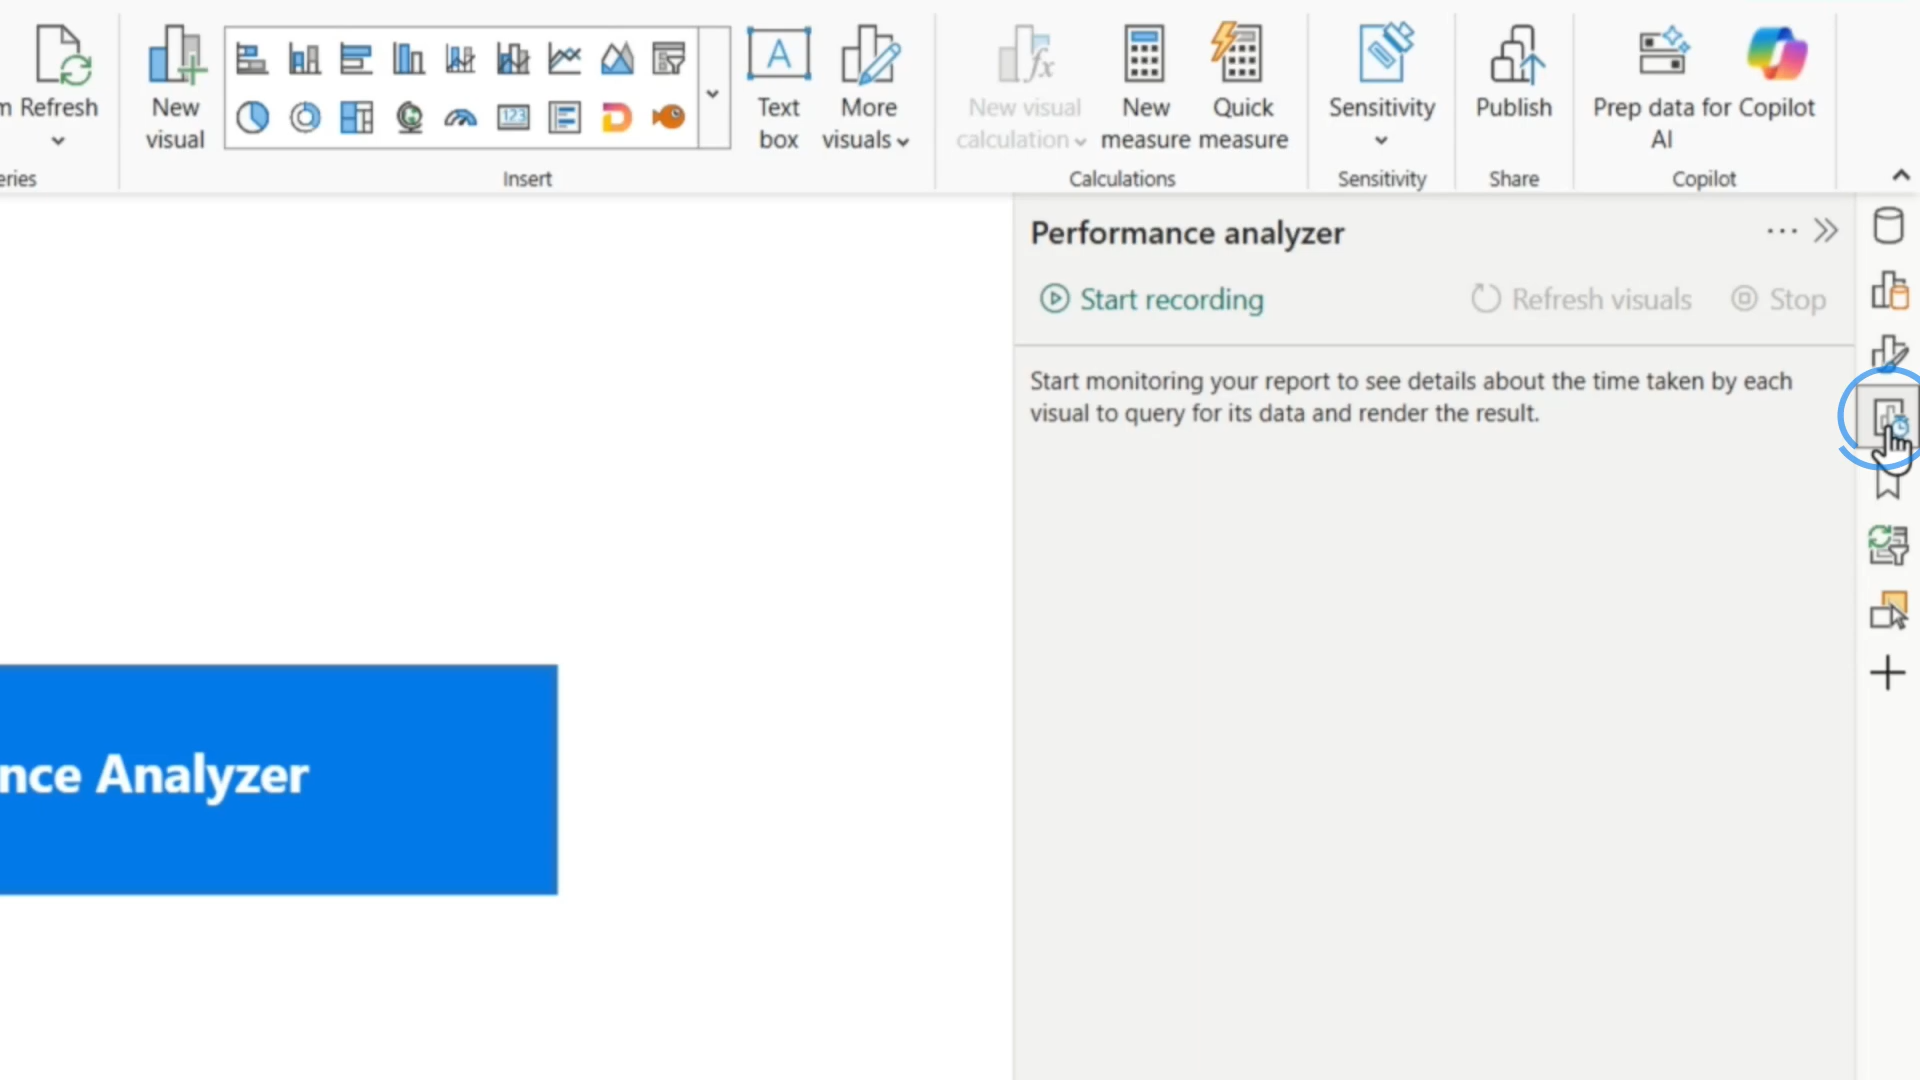 m Refresh
eries
New
visual
123
Insert
A
Text
box
More
visuals
fx
New visual
calculation
New
measure
Quick
measure
Calculations
Sensitivity
Sensitivity
Publish
Share
Prep data for
AI
Copilot
Copilot
Performance analyzer
Start recording
Refresh visuals
Stop
Start monitoring your report to see details about the time taken by each
visual to query for its data and render the result.
nce Analyzer